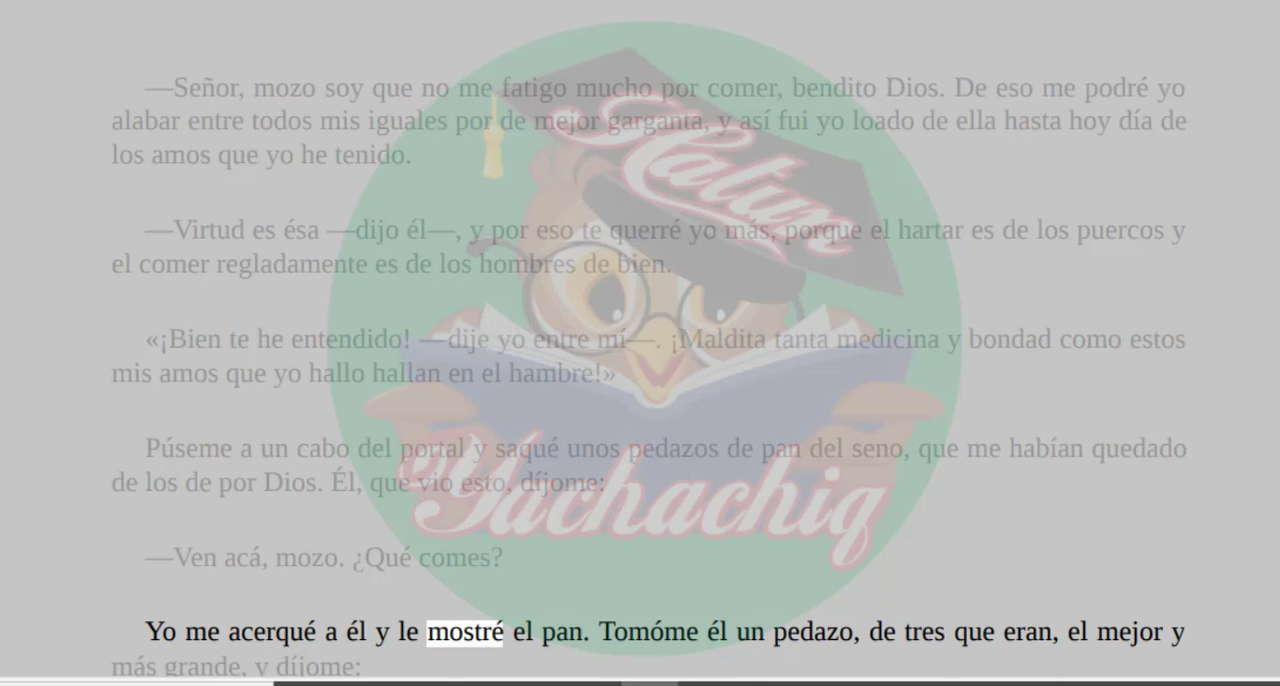 —Señor, mozo soy que no me fatigo mucho por comer, bendito Dios. De eso me podré yo
alabar entre todos mis iguales por de mejor garganta, y así fui yo loado de ella hasta hoy día de
los amos que yo he tenido.
—Virtud es ésa —dijo él—, y por eso te querré yo más, porque el hartar es de los puercos y
el comer regladamente es de los hombres de bien.
«¡Bien te he entendido! —dije yo entre mí—. ¡Maldita tanta medicina y bondad como estos
mis amos que yo hallo hallan en el hambre!»
Púseme a un cabo del portal y saqué unos pedazos de pan del seno, que me habían quedado
de los de por Dios. Él, que vio esto, díjome:
—Ven acá, mozo. ¿Qué comes?
Yo me acerqué a él y le mostré el pan. Tomóme él un pedazo, de tres que eran, el mejor y
más grande, y díjome:
Hatun
Yachachiq